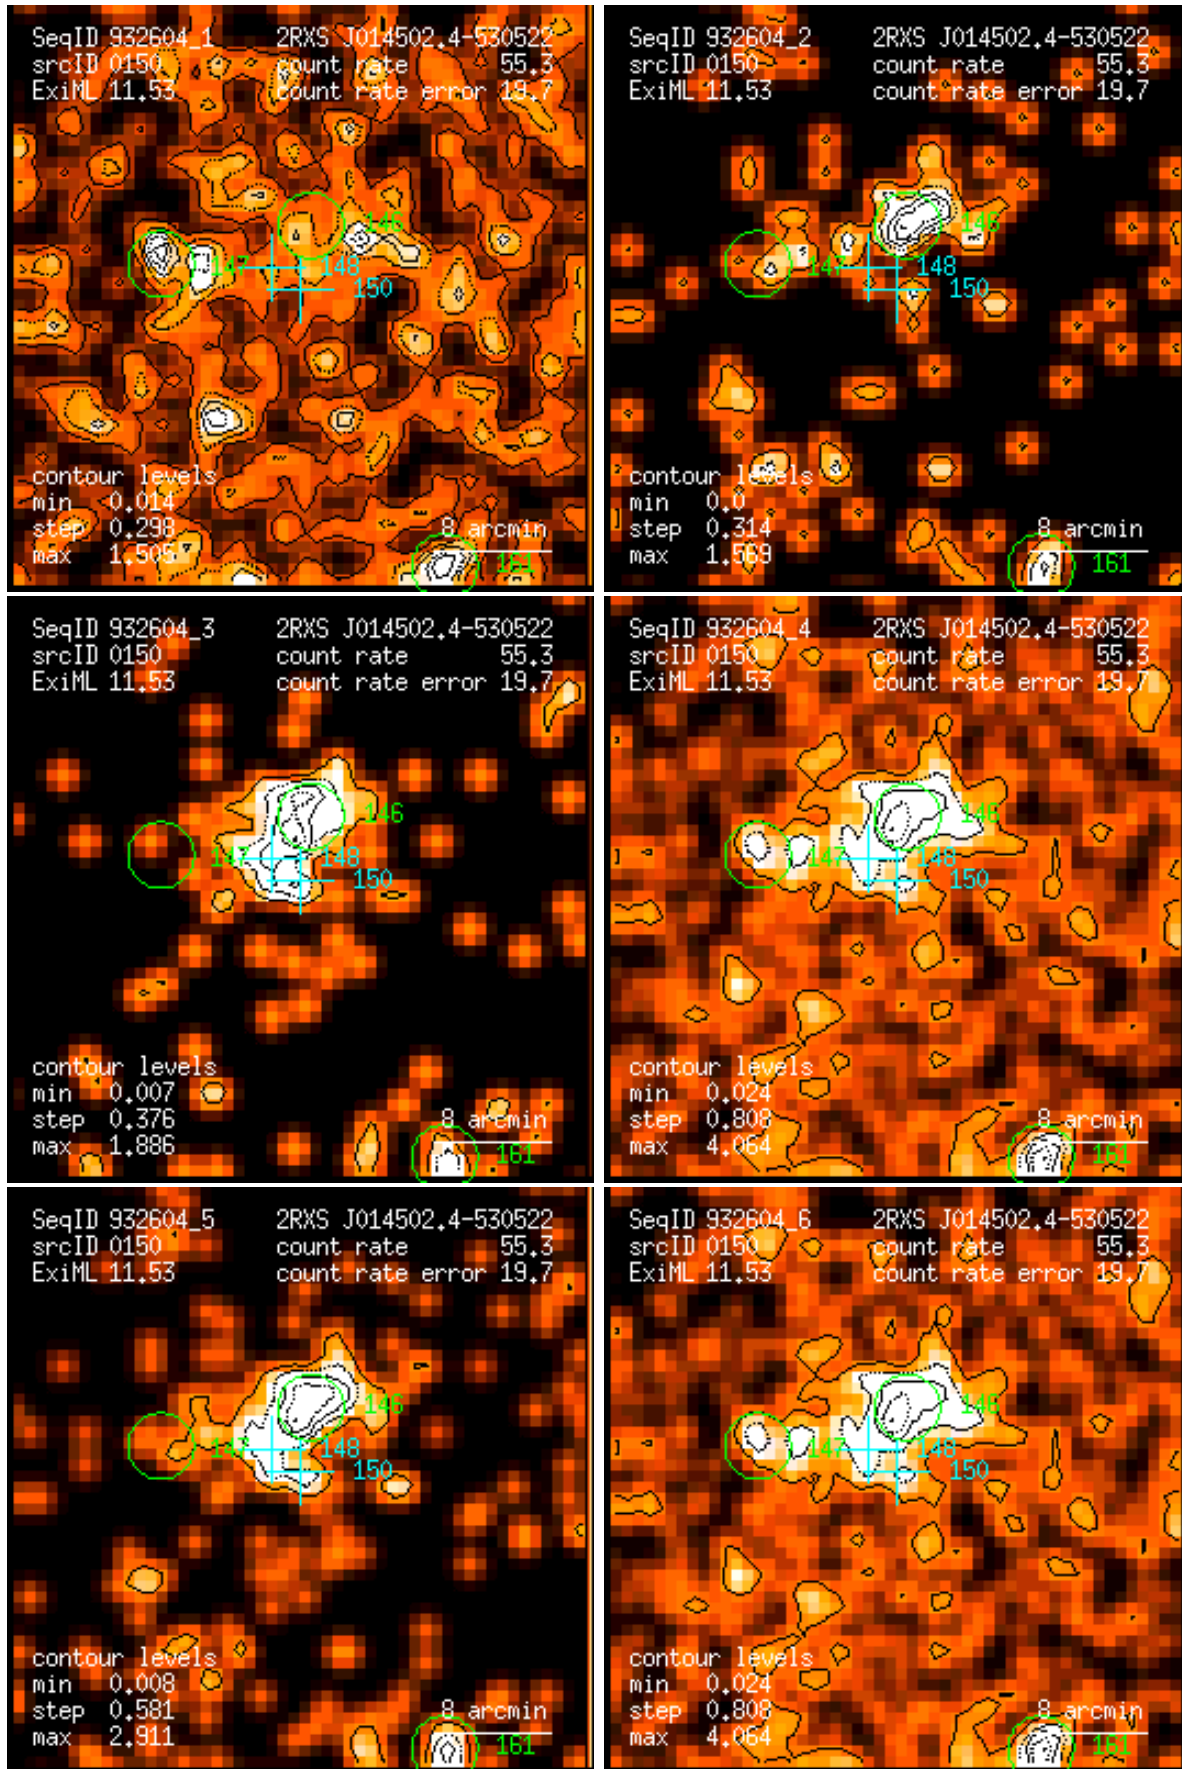 SeqID 932604_1 2RXS J014502.4-530522
srcID 0150 count rate 55.3
ExiML 11.53 count rate error 19.7
146
147 148
150
contour levels
min 0.014
step 0.298 8 arcmin
max 1.505 161
SeqID 932604_2 2RXS J014502.4-530522
srcID 0150 count rate 55.3
ExiML 11.53 count rate error 19.7
146
147 148
150
contour levels
min 0.0
step 0.314 8 arcmin
max 1.569 161
SeqID 932604_3 2RXS J014502.4-530522
srcID 0150 count rate 55.3
ExiML 11.53 count rate error 19.7
146
147 148
150
contour levels
min 0.007
step 0.376 8 arcmin
max 1.886 161
SeqID 932604_4 2RXS J014502.4-530522
srcID 0150 count rate 55.3
ExiML 11.53 count rate error 19.7
146
147 148
150
contour levels
min 0.024
step 0.808 8 arcmin
max 4.064 161
SeqID 932604_5 2RXS J014502.4-530522
srcID 0150 count rate 55.3
ExiML 11.53 count rate error 19.7
146
147 148
150
contour levels
min 0.008
step 0.581 8 arcmin
max 2.911 161
SeqID 932604_6 2RXS J014502.4-530522
srcID 0150 count rate 55.3
ExiML 11.53 count rate error 19.7
146
147 148
150
contour levels
min 0.024
step 0.808 8 arcmin
max 4.064 161